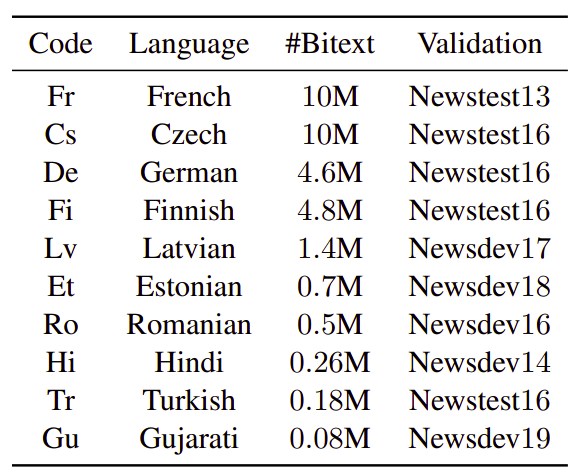 Code Language #Bitext Validation
Fr French 10M Newstest13
Cs Czech 10M Newstest16
De German 4.6M Newstest16
Fi Finnish 4.8M Newstest16
Lv Latvian 1.4M Newsdev17
Et Estonian 0.7M Newsdev18
Ro Romanian 0.5M Newsdev16
Hi Hindi 0.26M Newsdev14
Tr Turkish 0.18M Newstest16
Gu Gujarati 0.08M Newsdev19